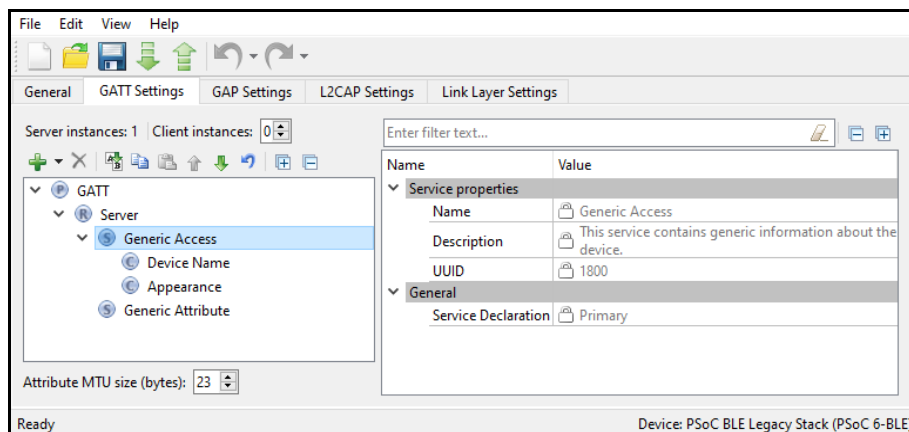 File Edit View Help
General GATT Settings GAP Settings L2CAP Settings Link Layer Settings
Server instances: 1 Client instances: 0
GATT
Server
Generic Access
Device Name
Appearance
Generic Attribute
Attribute MTU size (bytes): 23
Enter filter text...
Name Value
Service properties
Name Generic Access
Description This service contains generic information about the
device.
UUID 1800
General
Service Declaration Primary
Ready Device: PSoC BLE Legacy Stack (PSoC 6-BLE)